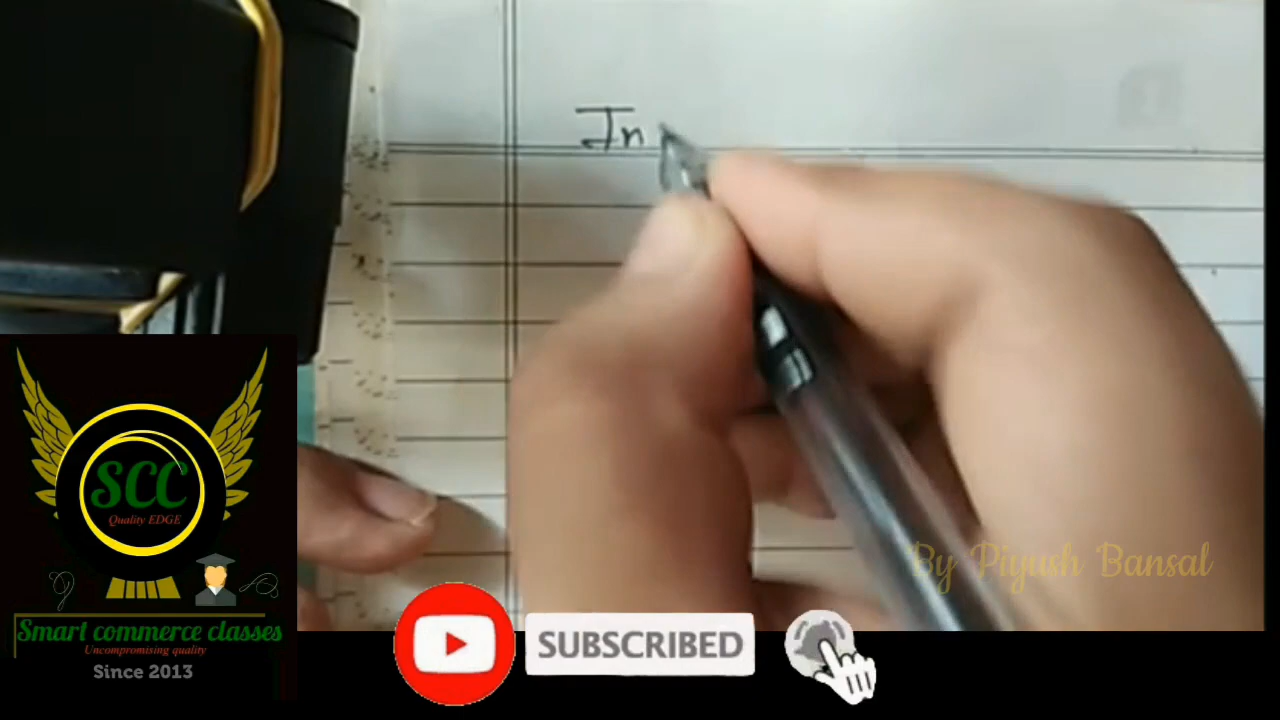 In
SCC
Quality EDGE
By Piyush Bansal
Smart commerce classes
Uncompromising quality
Since 2013
SUBSCRIBED